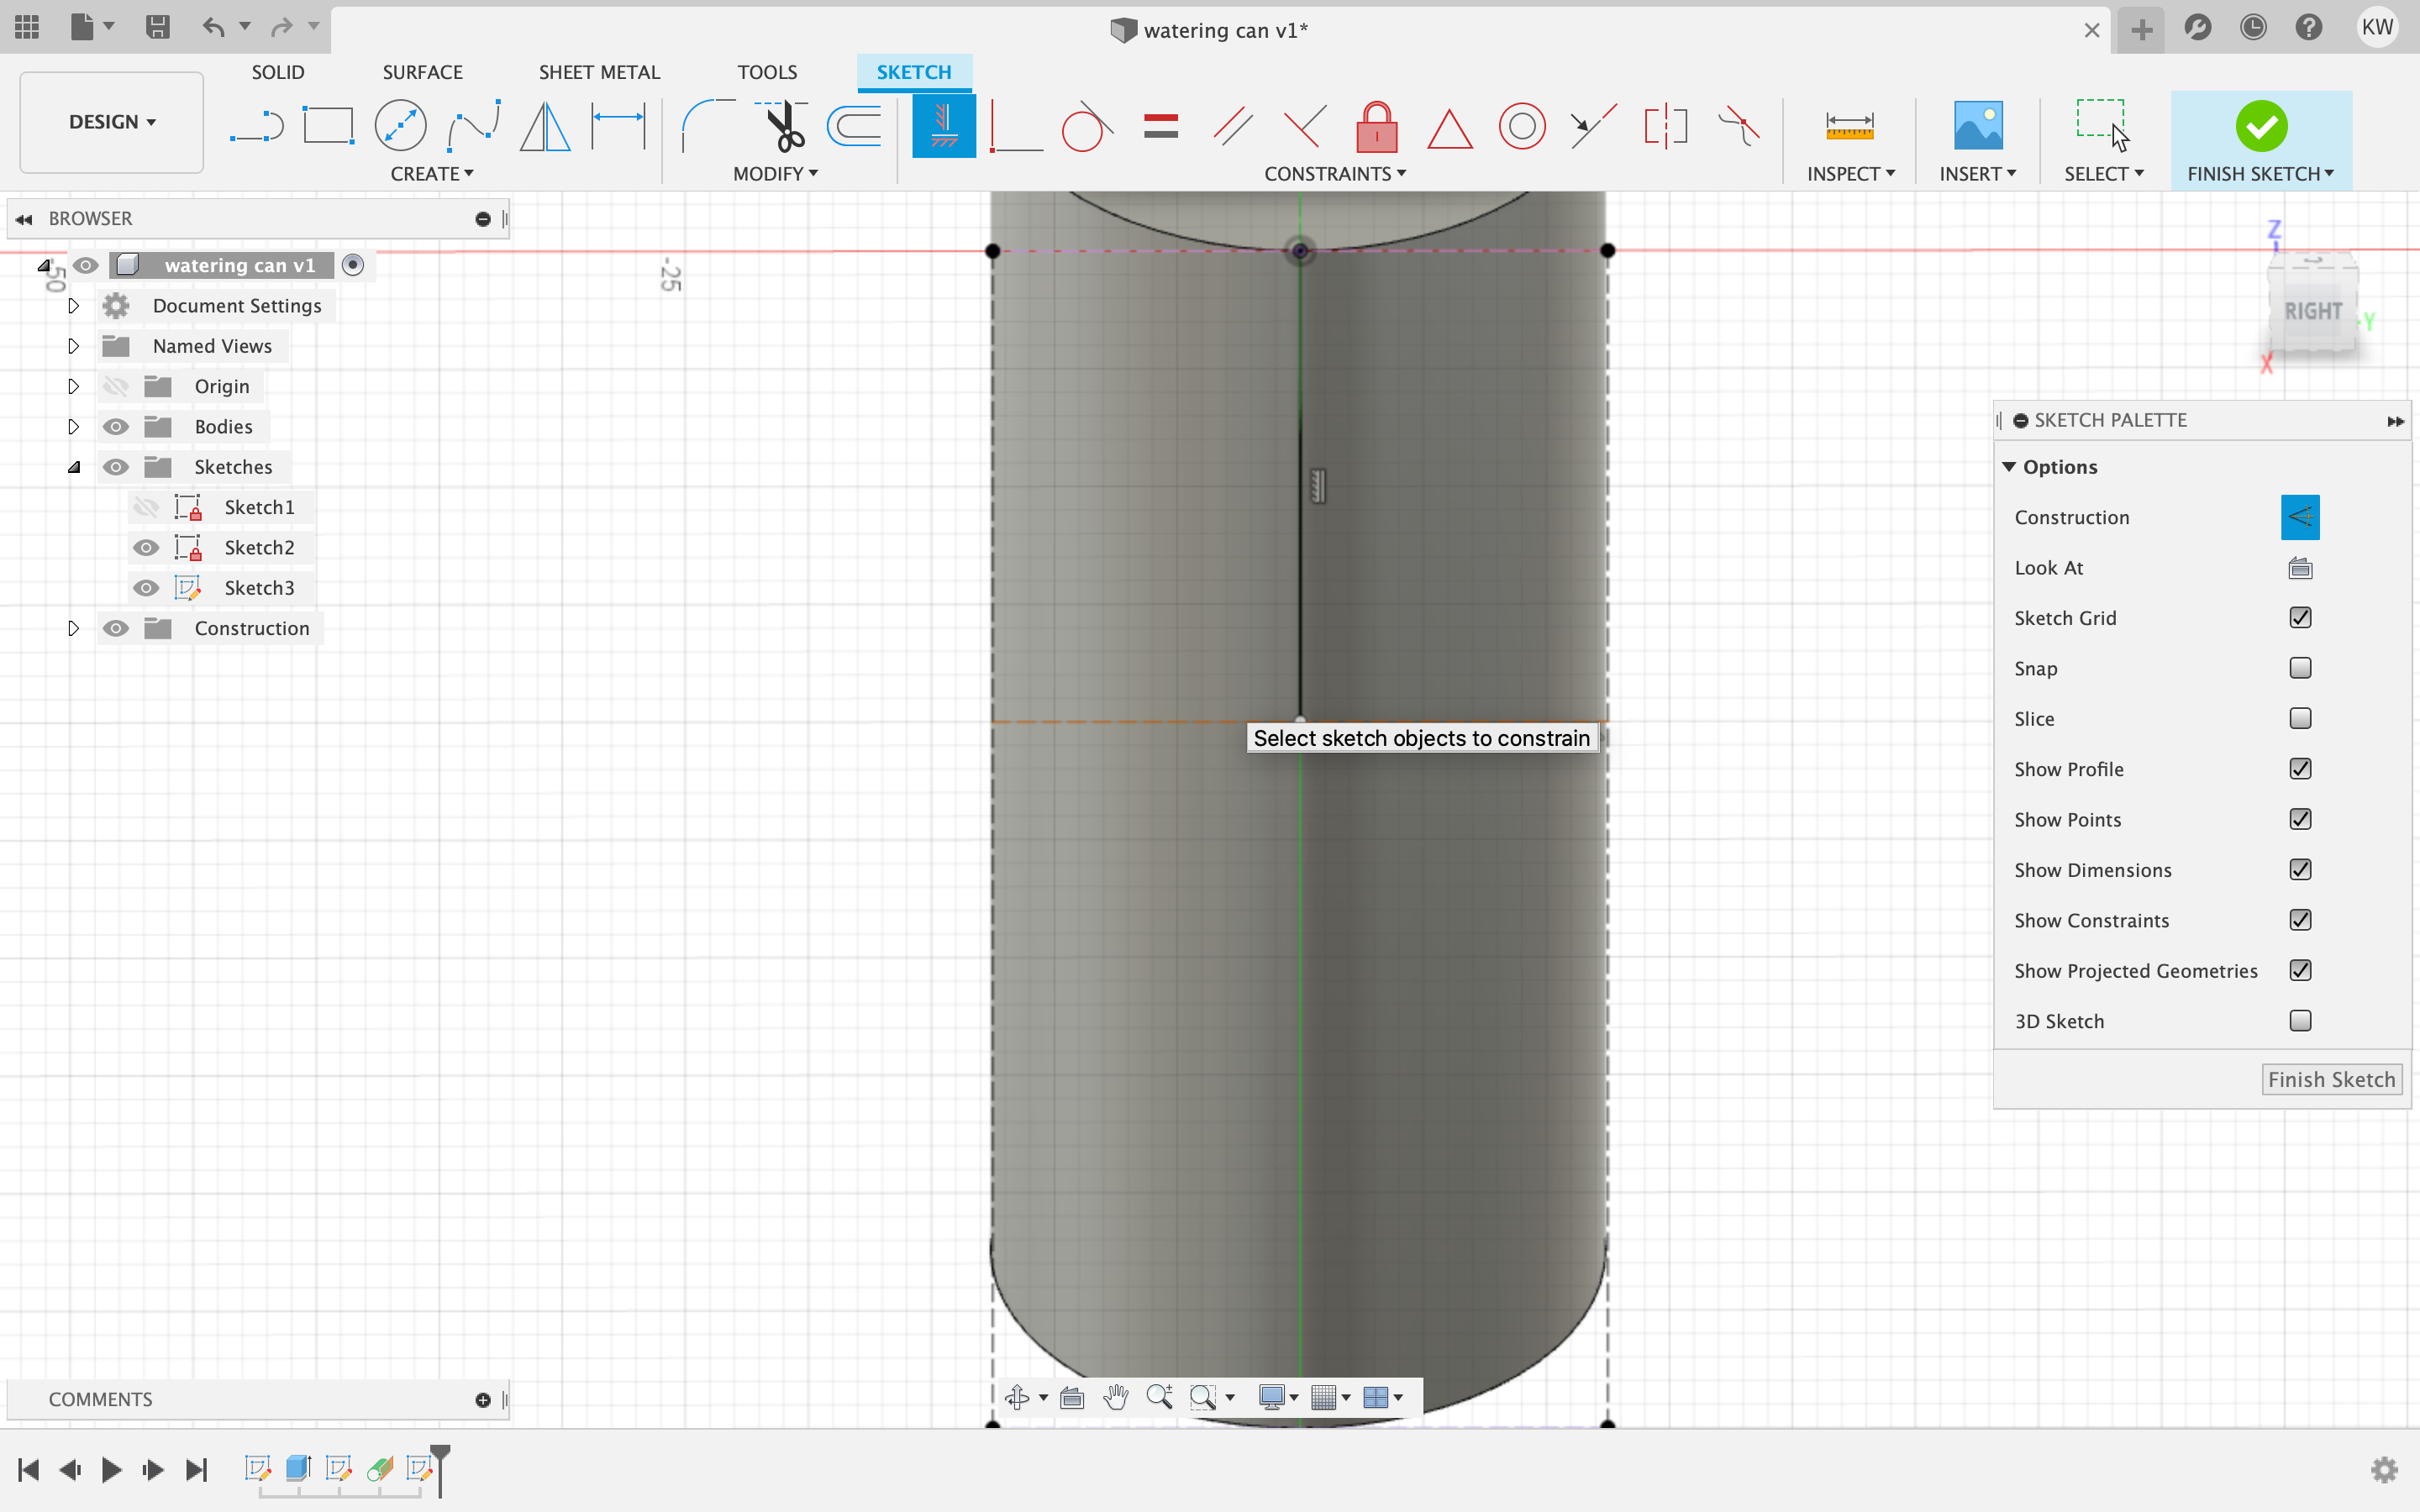 watering can v1*
KW
SOLID
SURFACE
SHEET METAL
TOOLS
SKETCH
DESIGN
CREATE
MODIFY
CONSTRAINTS
INSPECT
INSERT
SELECT
FINISH SKETCH
BROWSER
watering can v1
Document Settings
Named Views
Origin
Bodies
Sketches
Sketch1
Sketch2
Sketch3
Construction
-50
-25
Z
RIGHT
Y
X
SKETCH PALETTE
Options
Construction
Look At
Sketch Grid
Snap
Slice
Show Profile
Show Points
Show Dimensions
Show Constraints
Show Projected Geometries
3D Sketch
Finish Sketch
Select sketch objects to constrain
COMMENTS